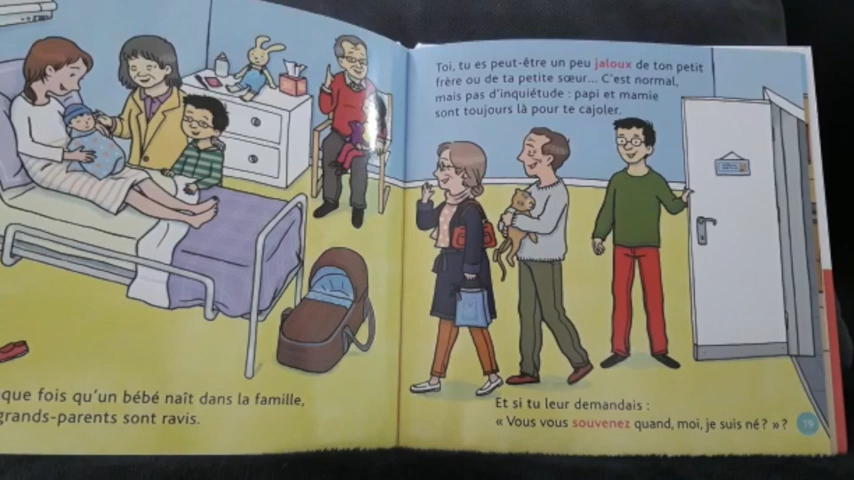 que fois qu'un bébé naît dans la famille,
grands-parents sont ravis.
Toi, tu es peut-être un peu jaloux de ton petit
frère ou de ta petite sœur... C'est normal,
mais pas d'inquiétude : papi et mamie
sont toujours là pour te cajoler.
Et si tu leur demandais :
« Vous vous souvenez quand, moi, je suis né ? » ?
19